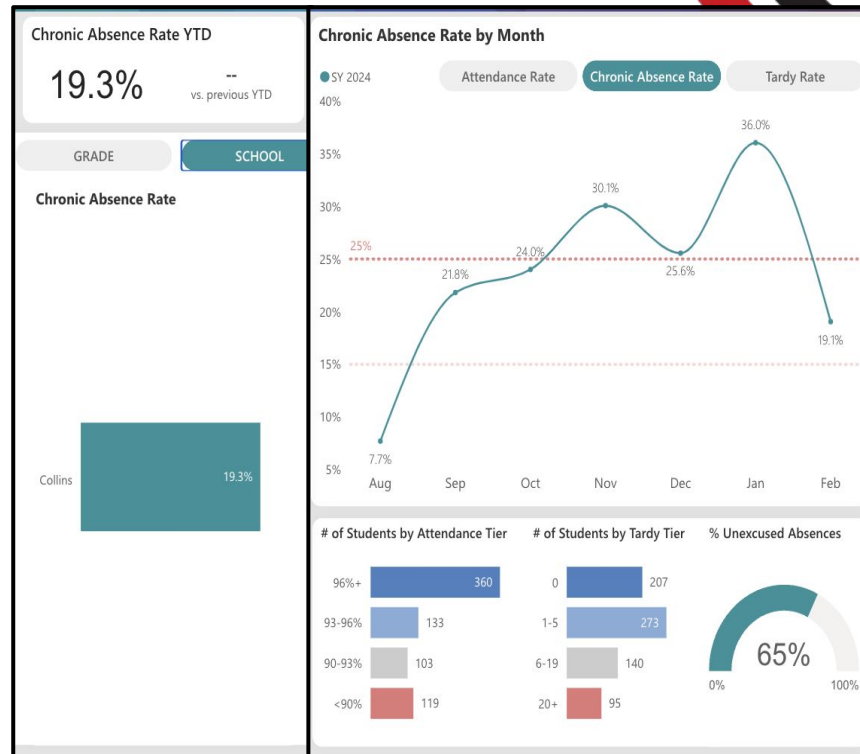 Chronic Absence Rate YTD
19.3%
--
vs. previous YTD
GRADE
SCHOOL
Chronic Absence Rate
Collins
19.3%
Chronic Absence Rate by Month
SY 2024
Attendance Rate
Chronic Absence Rate
Tardy Rate
40%
35%
30%
25%
20%
15%
10%
5%
25%
7.7%
21.8%
24.0%
30.1%
25.6%
36.0%
19.1%
Aug
Sep
Oct
Nov
Dec
Jan
Feb
# of Students by Attendance Tier
96%+
360
93-96%
133
90-93%
103
<90%
119
# of Students by Tardy Tier
0
207
1-5
273
6-19
140
20+
95
% Unexcused Absences
65%
0%
100%